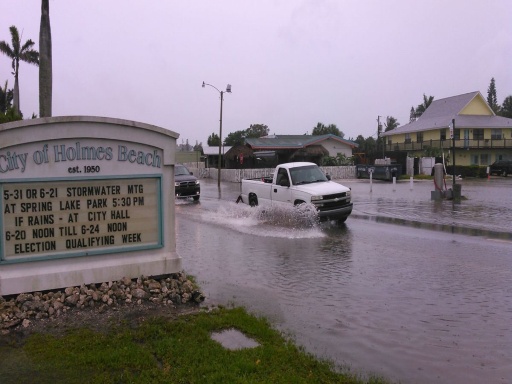 City of Holmes Beach
est. 1950
5-31 OR 6-21 STORMWATER MTG
AT SPRING LAKE PARK 5:30 PM
IF RAINS - AT CITY HALL
6-20 NOON TILL 6-24 NOON
ELECTION QUALIFYING WEEK